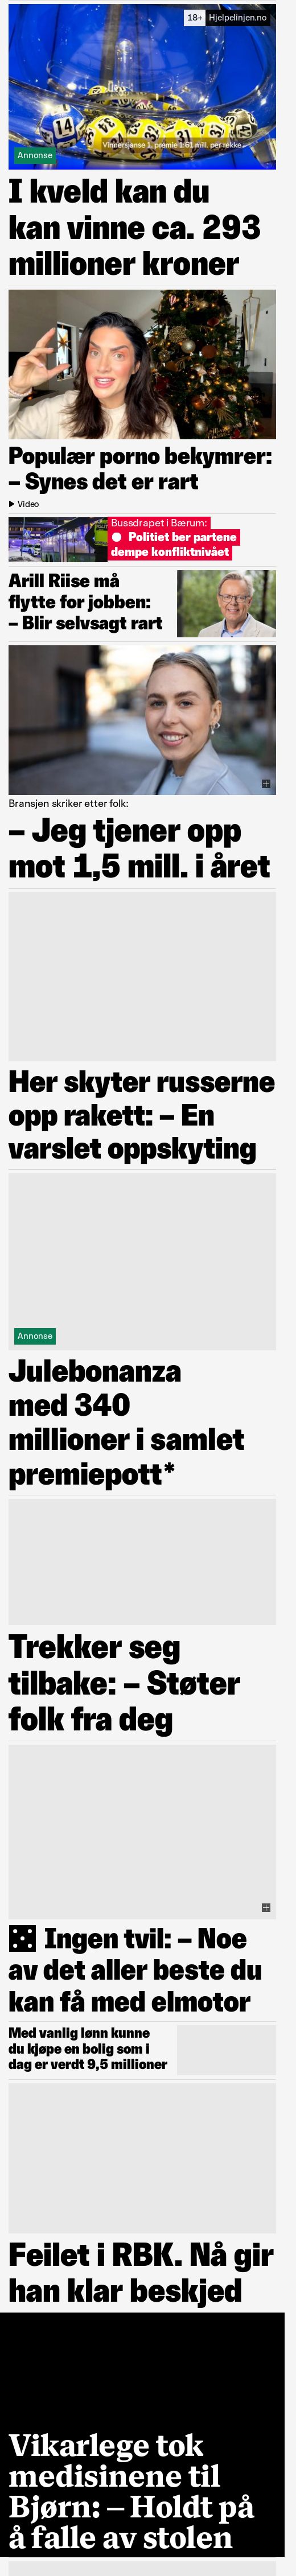 18+ Hjelpelinjen.no
Vinnersjanse 1. premie 1:61 mill. per rekke
Annonse
I kveld kan du
kan vinne ca. 293
millioner kroner
Populær porno bekymrer:
– Synes det er rart
Video
Bussdrapet i Bærum:
Politiet ber partene
dempe konfliktnivået
Arill Riise må
flytte for jobben:
– Blir selvsagt rart
Bransjen skriker etter folk:
– Jeg tjener opp
mot 1,5 mill. i året
Her skyter russerne
opp rakett: – En
varslet oppskyting
Annonse
Julebonanza
med 340
millioner i samlet
premiepott*
Trekker seg
tilbake: – Støter
folk fra deg
Ingen tvil: – Noe
av det aller beste du
kan få med elmotor
Med vanlig lønn kunne
du kjøpe en bolig som i
dag er verdt 9,5 millioner
Feilet i RBK. Nå gir
han klar beskjed
Vikarlege tok
medisinene til
Bjørn: – Holdt på
å falle av stolen